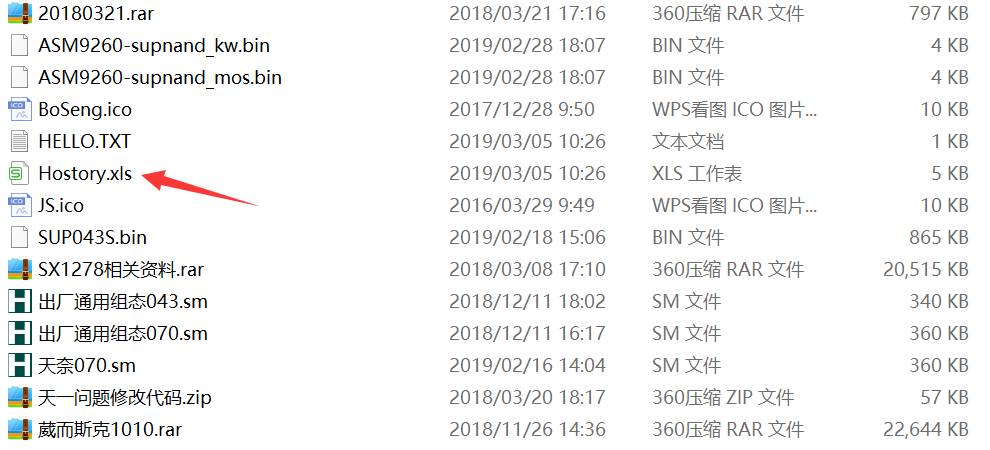 20180321.rar 2018/03/21 17:16 360压缩 RAR 文件 797 KB
ASM9260-supnand_kw.bin 2019/02/28 18:07 BIN 文件 4 KB
ASM9260-supnand_mos.bin 2019/02/28 18:07 BIN 文件 4 KB
BoSeng.ico 2017/12/28 9:50 WPS看图 ICO 图片... 10 KB
HELLO.TXT 2019/03/05 10:26 文本文档 1 KB
Hostory.xls 2019/03/05 10:26 XLS 工作表 5 KB
JS.ico 2016/03/29 9:49 WPS看图 ICO 图片... 10 KB
SUP043S.bin 2019/02/18 15:06 BIN 文件 865 KB
SX1278相关资料.rar 2018/03/08 17:10 360压缩 RAR 文件 20,515 KB
出厂通用组态043.sm 2018/12/11 18:02 SM 文件 340 KB
出厂通用组态070.sm 2018/12/11 16:17 SM 文件 360 KB
天奈070.sm 2019/02/16 14:04 SM 文件 360 KB
天一问题修改代码.zip 2018/03/20 18:17 360压缩 ZIP 文件 57 KB
葳而斯克1010.rar 2018/11/26 14:36 360压缩 RAR 文件 22,644 KB